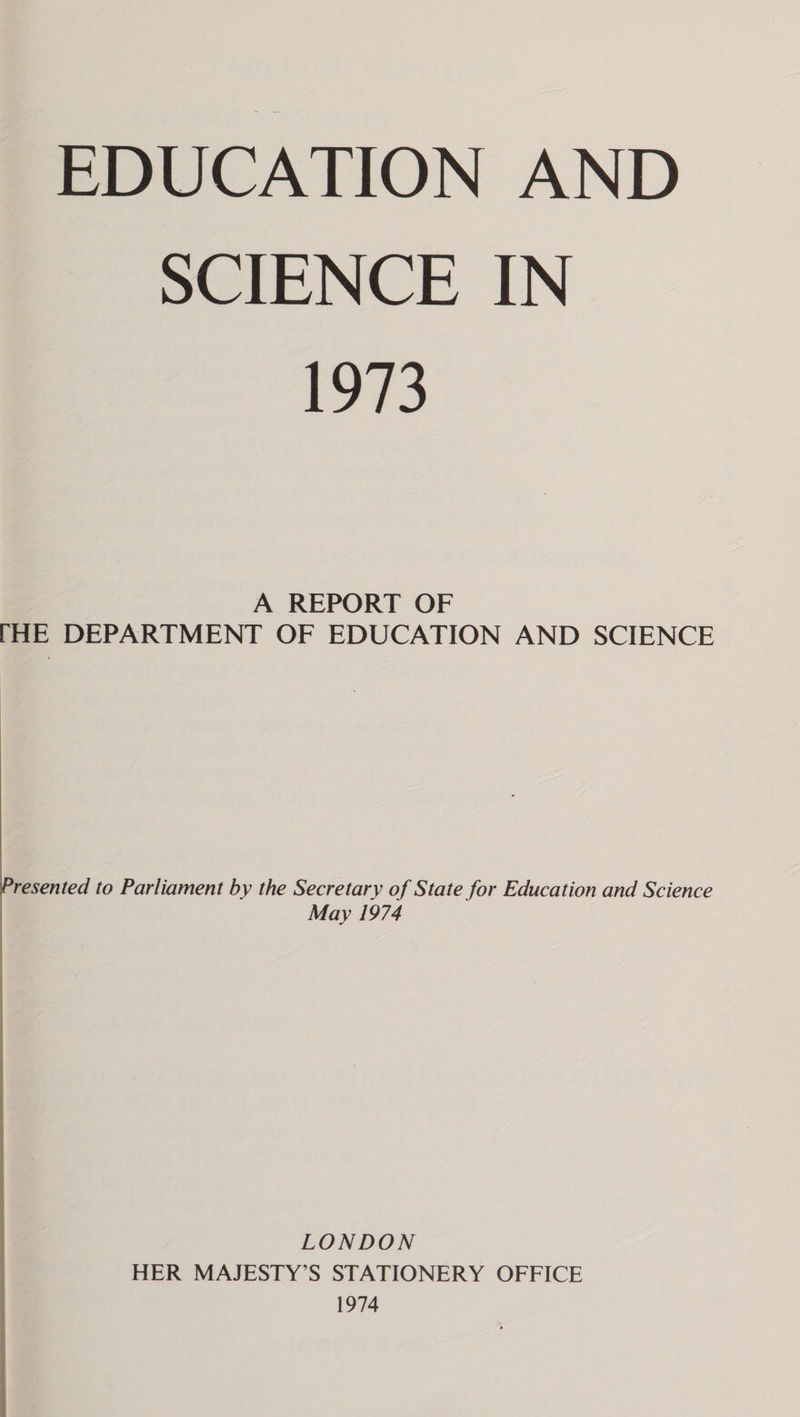 EDUCATION AND
SCIENCE IN
1973
A REPORT OF
THE DEPARTMENT OF EDUCATION AND SCIENCE
Presented to Parliament by the Secretary of State for Education and Science
May 1974
LONDON
HER MAJESTY'S STATIONERY OFFICE
1974